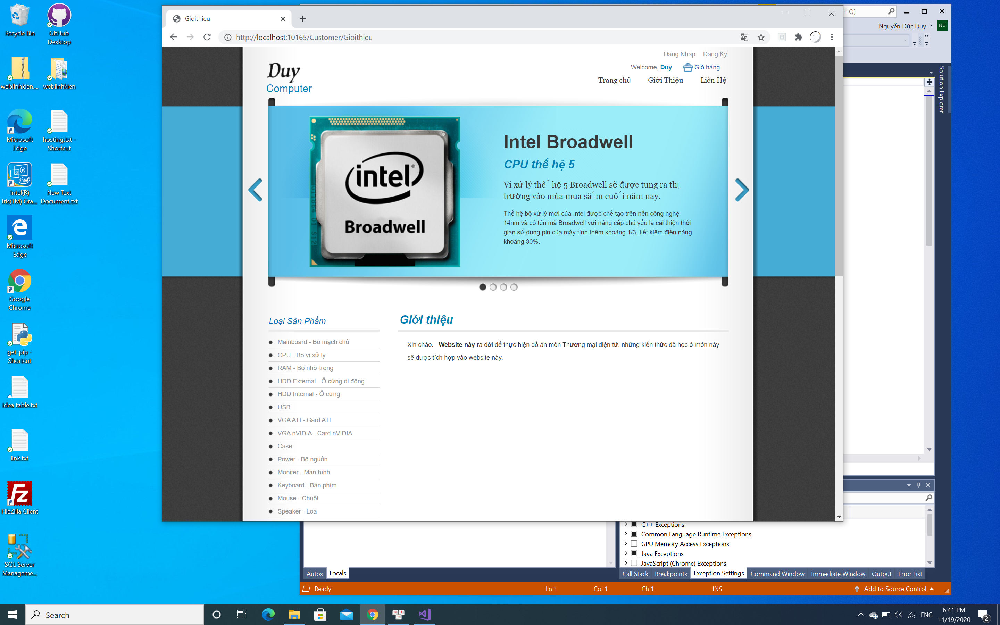 Recycle Bin
GitHub
Desktop
weblinhkien....
weblinhkien
Microsoft
Edge
hosting.txt -
Shortcut
Intel(R)
Iris(TM) Gra...
New Text
Document.txt
Microsoft
Edge
Google
Chrome
get-pip -
Shortcut
Idea table.txt
link.txt
FileZilla Client
SQL Server
Manageme...
Gioithieu
http://localhost:10165/Customer/Gioithieu
Đăng Nhập Đăng Ký
Welcome, Duy Giỏ hàng
Duy
Computer
Trang chủ Giới Thiệu Liên Hệ
intel®
Broadwell
Intel Broadwell
CPU thế hệ 5
Vi xử lý thế hệ 5 Broadwell sẽ được tung ra thị
trường vào mùa mua sắm cuối năm nay.
Thế hệ bộ xử lý mới của Intel được chế tạo trên nền công nghệ
14nm và có tên mã Broadwell với nâng cấp chủ yếu là cải thiện thời
gian sử dụng pin của máy tính thêm khoảng 1/3, tiết kiệm điện năng
khoảng 30%.
Loại Sản Phẩm
Mainboard - Bo mạch chủ
CPU - Bộ vi xử lý
RAM - Bộ nhớ trong
HDD External - Ổ cứng di động
HDD Internal - Ổ cứng
USB
VGA ATI - Card ATI
VGA nVIDIA - Card nVIDIA
Case
Power - Bộ nguồn
Moniter - Màn hình
Keyboard - Bàn phím
Mouse - Chuột
Speaker - Loa
Giới thiệu
Xin chào. Website này ra đời để thực hiện đồ án môn Thương mại điện tử. những kiến thức đã học ở môn này
sẽ được tích hợp vào website này.
l+Q)
Nguyễn Đức Duy ND
Solution Explorer
C++ Exceptions
Common Language Runtime Exceptions
GPU Memory Access Exceptions
Java Exceptions
JavaScript (Chrome) Exceptions
Autos Locals
Call Stack Breakpoints Exception Settings Command Window Immediate Window Output Error List
Ready Ln 1 Col 1 Ch 1 INS Add to Source Control
Search
ENG
6:41 PM
11/19/2020
2